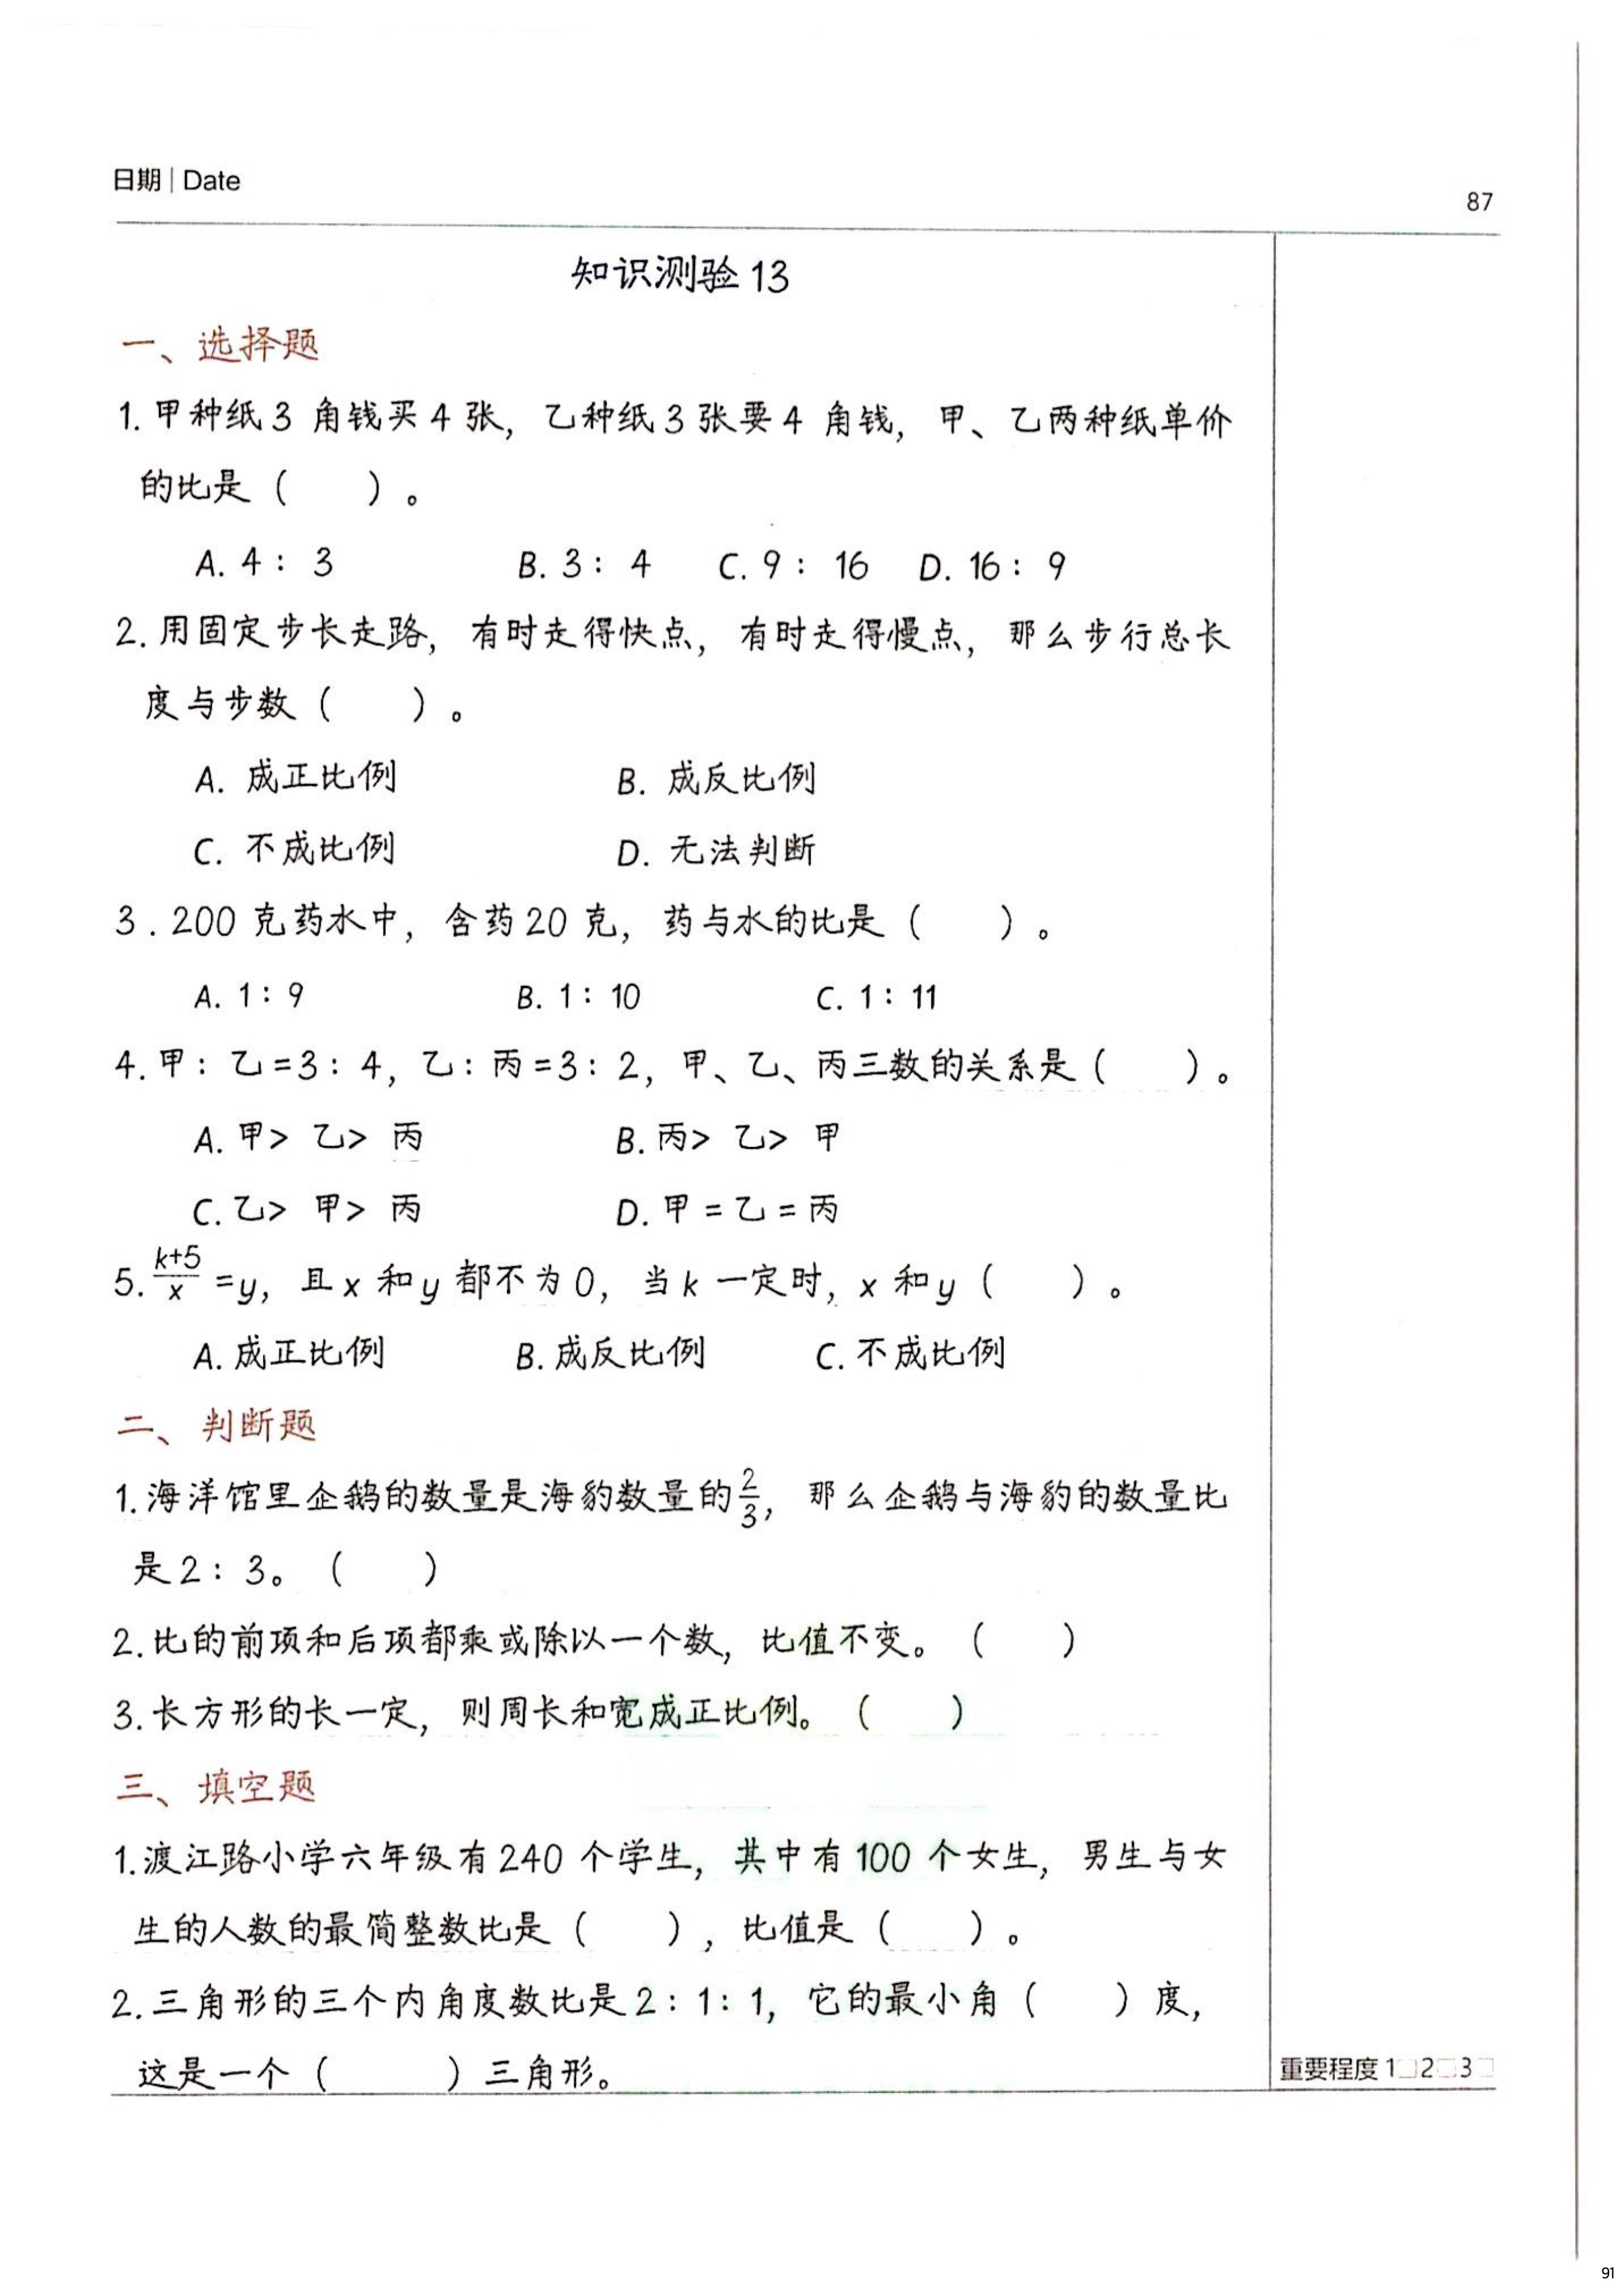 日期 | Date
87
知识测验13
一、选择题
1. 甲种纸3 角钱买4 张，乙种纸3 张要4 角钱，甲、乙两种纸单价
的比是（　　）。
A. 4： 3　　B. 3： 4　　C. 9： 16　　D. 16： 9
2. 用固定步长走路，有时走得快点，有时走得慢点，那么步行总长
度与步数（　　）。
A. 成正比例　　B. 成反比例
C. 不成比例　　D. 无法判断
3．200 克药水中，含药20 克，药与水的比是（　　）。
A. 1：9　　B. 1：10　　C. 1：11
4. 甲：乙=3：4，乙：丙=3：2，甲、乙、丙三数的关系是（　　）。
A. 甲> 乙> 丙　　B. 丙> 乙> 甲
C. 乙> 甲> 丙　　D. 甲 = 乙 = 丙
5. \frac{k+5}{x} =y，且 x 和 y 都不为0，当 k 一定时，x 和 y（　　）。
A. 成正比例　　B. 成反比例　　C. 不成比例
二、判断题
1. 海洋馆里企鹅的数量是海豹数量的\frac{2}{3}，那么企鹅与海豹的数量比
是2：3。（　　）
2. 比的前项和后项都乘或除以一个数，比值不变。（　　）
3. 长方形的长一定，则周长和宽成正比例。（　　）
三、填空题
1. 渡江路小学六年级有240 个学生，其中有100 个女生，男生与女
生的人数的最简整数比是（　　），比值是（　　）。
2. 三角形的三个内角度数比是2：1：1，它的最小角（　　）度，
这是一个（　　）三角形。
重要程度 1□2□3□
91